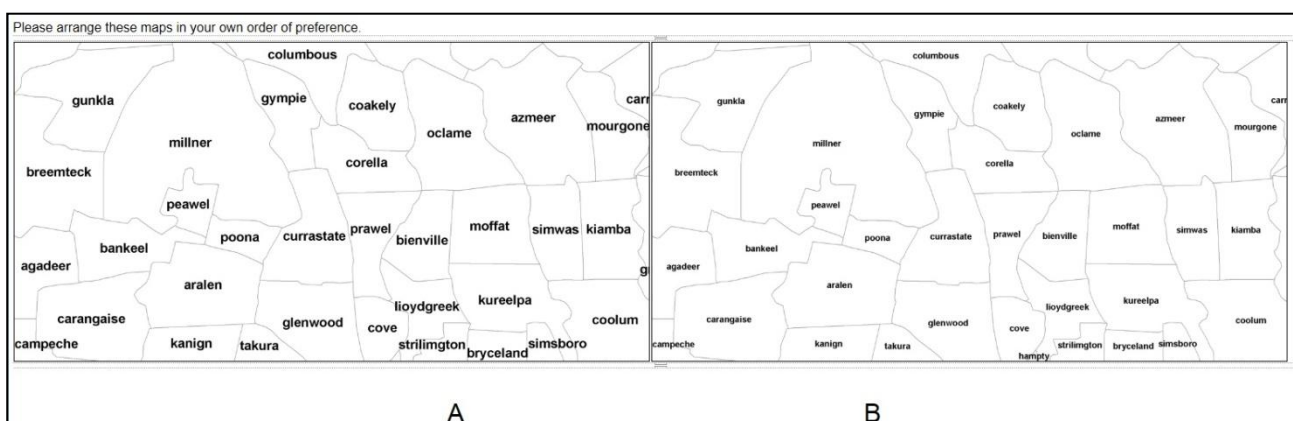 Please arrange these maps in your own order of preference.
columbous
gunkla
gympie
coakely
carr
azmeer
mourgone
oclame
millner
corella
breemteck
peawel
prawel
simwas
kiamba
moffat
poona
currastate
bienville
bankeel
agadeer
aralen
kureelpa
lioydgreek
carangaise
glenwood
coolum
cove
campeche
kanign
takura
strilimgton
simsboro
bryceland
columbous
gunkla
carr
coakely
gympie
azmeer
mourgone
oclame
millner
corella
breemteck
peawel
moffat
simwas
kiamba
poona
currastate
prawel
bienville
bankeel
agadeer
aralen
kureelpa
lioydgreek
carangaise
glenwood
coolum
cove
campeche
kanign
takura
strilimgton
bryceland
simsboro
hampty
A B